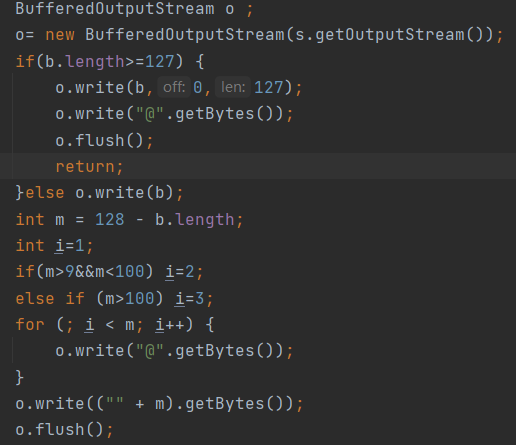 BufferedOutputStream o ;
o= new BufferedOutputStream(s.getOutputStream());
if(b.length>=127) {
    o.write(b, off: 0, len: 127);
    o.write("@".getBytes());
    o.flush();
    return;
}else o.write(b);
int m = 128 - b.length;
int i=1;
if(m>9&&m<100) i=2;
else if (m>100) i=3;
for (; i < m; i++) {
    o.write("@".getBytes());
}
o.write(("" + m).getBytes());
o.flush();